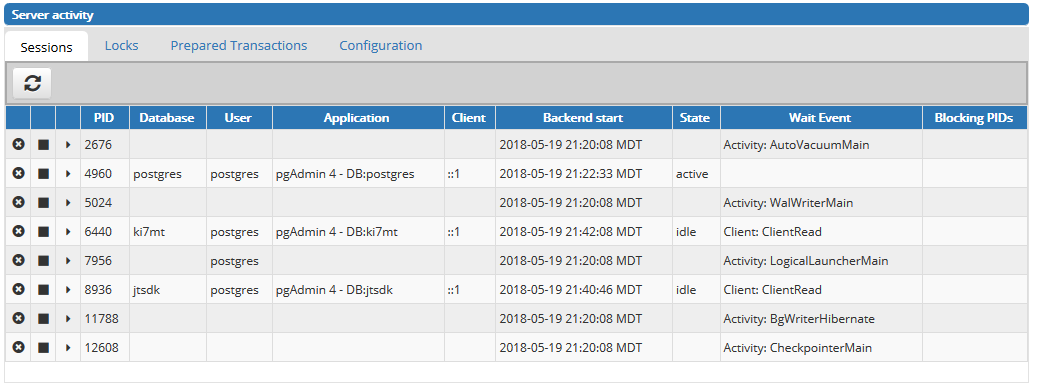 Server activity
Sessions Locks Prepared Transactions Configuration
PID Database User Application Client Backend start State Wait Event Blocking PIDs
2676 2018-05-19 21:20:08 MDT Activity: AutoVacuumMain
4960 postgres postgres pgAdmin 4 - DB:postgres ::1 2018-05-19 21:22:33 MDT active
5024 2018-05-19 21:20:08 MDT Activity: WalWriterMain
6440 ki7mt postgres pgAdmin 4 - DB:ki7mt ::1 2018-05-19 21:42:08 MDT idle Client: ClientRead
7956 postgres 2018-05-19 21:20:08 MDT Activity: LogicalLauncherMain
8936 jtsdk postgres pgAdmin 4 - DB:jtsdk ::1 2018-05-19 21:40:46 MDT idle Client: ClientRead
11788 2018-05-19 21:20:08 MDT Activity: BgWriterHibernate
12608 2018-05-19 21:20:08 MDT Activity: CheckpointerMain